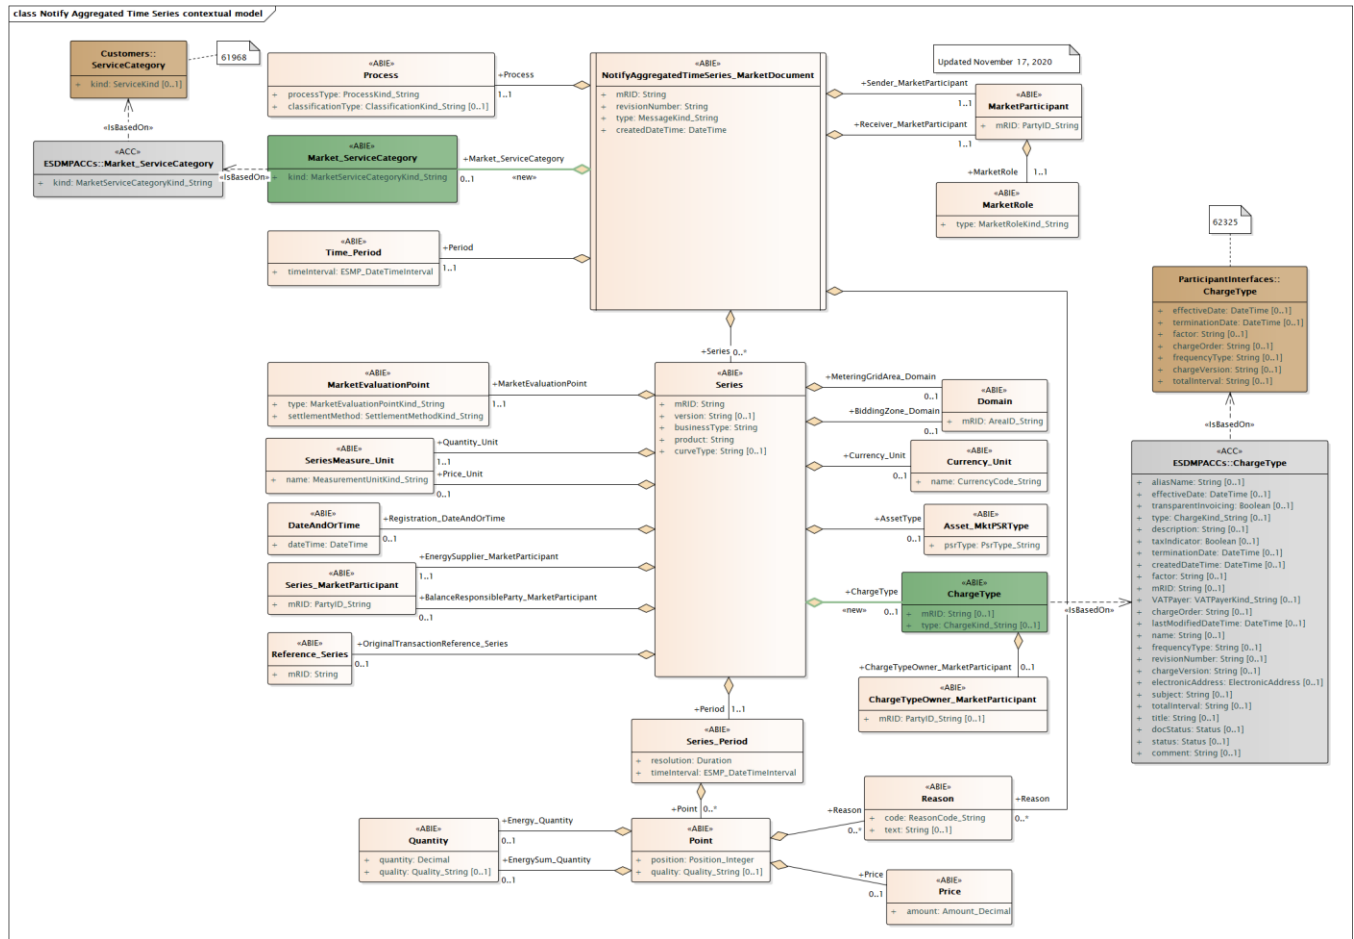 class Notify Aggregated Time Series contextual model
Customers::
ServiceCategory
+ kind: ServiceKind [0..1]
61968
«IsBasedOn»
«ACC»
ESDMPACCs::Market_ServiceCategory
+ kind: MarketServiceCategoryKind_String
«IsBasedOn»
«ABIE»
Process
+ processType: ProcessKind_String
+ classificationType: ClassificationKind_String [0..1]
+Process
1..1
«ABIE»
Market_ServiceCategory
+ kind: MarketServiceCategoryKind_String
+Market_ServiceCategory
0..1
«new»
«ABIE»
Time_Period
+ timeInterval: ESMP_DateTimeInterval
+Period
1..1
«ABIE»
NotifyAggregatedTimeSeries_MarketDocument
+ mRID: String
+ revisionNumber: String
+ type: MessageKind_String
+ createdDateTime: DateTime
Updated November 17, 2020
+Sender_MarketParticipant
1..1
+Receiver_MarketParticipant
1..1
«ABIE»
MarketParticipant
+ mRID: PartyID_String
+MarketRole
1..1
«ABIE»
MarketRole
+ type: MarketRoleKind_String
62325
ParticipantInterfaces::
ChargeType
+ effectiveDate: DateTime [0..1]
+ terminationDate: DateTime [0..1]
+ factor: String [0..1]
+ chargeOrder: String [0..1]
+ frequencyType: String [0..1]
+ chargeVersion: String [0..1]
+ totalInterval: String [0..1]
«IsBasedOn»
«ACC»
ESDMPACCs::ChargeType
+ aliasName: String [0..1]
+ effectiveDate: DateTime [0..1]
+ transparentInvoicing: Boolean [0..1]
+ type: ChargeKind_String [0..1]
+ description: String [0..1]
+ taxIndicator: Boolean [0..1]
+ terminationDate: DateTime [0..1]
+ createdDateTime: DateTime [0..1]
+ factor: String [0..1]
+ mRID: String [0..1]
+ VATPayer: VATPayerKind_String [0..1]
+ chargeOrder: String [0..1]
+ lastModifiedDateTime: DateTime [0..1]
+ name: String [0..1]
+ frequencyType: String [0..1]
+ revisionNumber: String [0..1]
+ chargeVersion: String [0..1]
+ electronicAddress: ElectronicAddress [0..1]
+ subject: String [0..1]
+ totalInterval: String [0..1]
+ title: String [0..1]
+ docStatus: Status [0..1]
+ status: Status [0..1]
+ comment: String [0..1]
+Series 0..*
«ABIE»
Series
+ mRID: String
+ version: String [0..1]
+ businessType: String
+ product: String
+ curveType: String [0..1]
«ABIE»
MarketEvaluationPoint
+ type: MarketEvaluationPointKind_String
+ settlementMethod: SettlementMethodKind_String
+MarketEvaluationPoint
1..1
«ABIE»
SeriesMeasure_Unit
+ name: MeasurementUnitKind_String
+Quantity_Unit
1..1
+Price_Unit
0..1
«ABIE»
DateAndOrTime
+ dateTime: DateTime
+Registration_DateAndOrTime
0..1
«ABIE»
Series_MarketParticipant
+ mRID: PartyID_String
+EnergySupplier_MarketParticipant
1..1
+BalanceResponsibleParty_MarketParticipant
0..1
«ABIE»
Reference_Series
+ mRID: String
+OriginalTransactionReference_Series
0..1
+MeteringGridArea_Domain
0..1
+BiddingZone_Domain
0..1
«ABIE»
Domain
+ mRID: AreaID_String
+Currency_Unit
0..1
«ABIE»
Currency_Unit
+ name: CurrencyCode_String
+AssetType
0..1
«ABIE»
Asset_MktPSRType
+ psrType: PsrType_String
+ChargeType
«new»
0..1
«ABIE»
ChargeType
+ mRID: String [0..1]
+ type: ChargeKind_String [0..1]
«IsBasedOn»
+ChargeTypeOwner_MarketParticipant 0..1
«ABIE»
ChargeTypeOwner_MarketParticipant
+ mRID: PartyID_String [0..1]
+Period 1..1
«ABIE»
Series_Period
+ resolution: Duration
+ timeInterval: ESMP_DateTimeInterval
+Point 0..*
«ABIE»
Point
+ position: Position_Integer
+ quality: Quality_String [0..1]
«ABIE»
Quantity
+ quantity: Decimal
+ quality: Quality_String [0..1]
+Energy_Quantity
0..1
+EnergySum_Quantity
0..1
+Reason
0..*
«ABIE»
Reason
+ code: ReasonCode_String
+ text: String [0..1]
+Reason
0..*
+Price
0..1
«ABIE»
Price
+ amount: Amount_Decimal